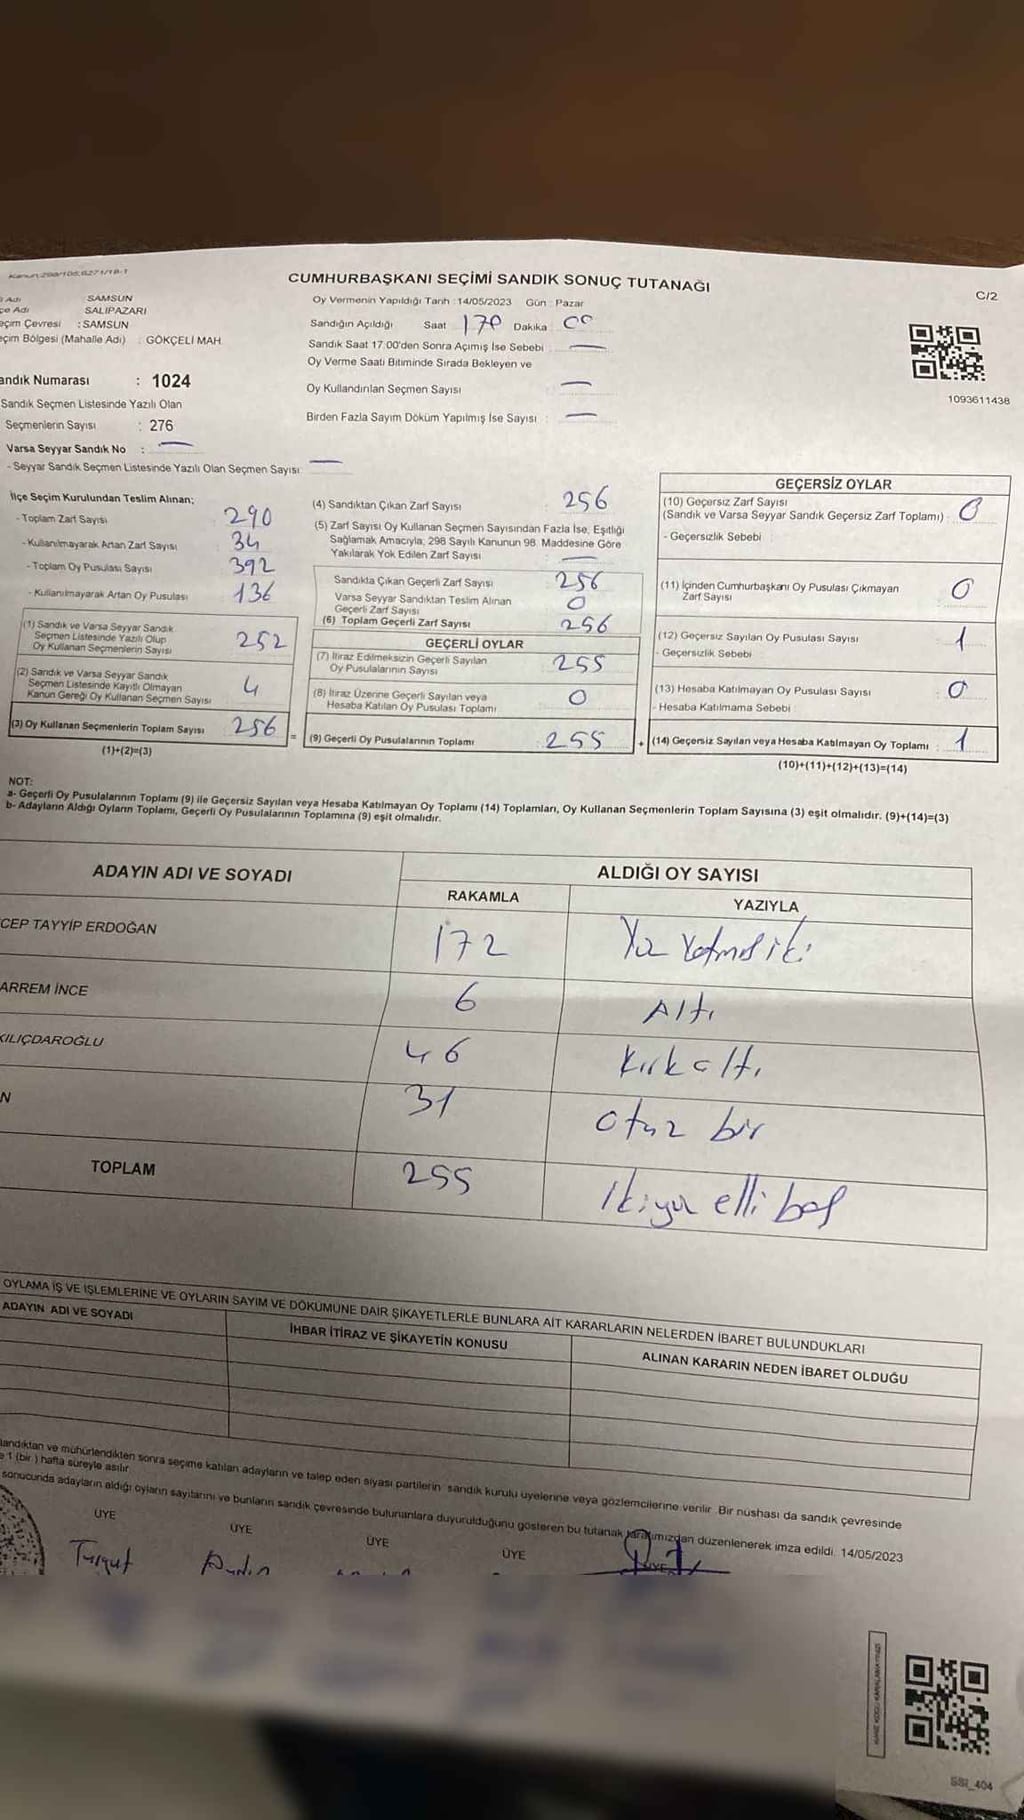 Kanun:298/105;6271/18-1
CUMHURBAŞKANI SEÇİMİ SANDIK SONUÇ TUTANAĞI
C/2
Adı : SAMSUN
çe Adı SALIPAZARI
eçim Çevresi : SAMSUN
eçim Bölgesi (Mahalle Adı) : GÖKÇELİ MAH.
andık Numarası : 1024
Sandık Seçmen Listesinde Yazılı Olan
Seçmenlerin Sayısı : 276
Varsa Seyyar Sandık No : —
- Seyyar Sandık Seçmen Listesinde Yazılı Olan Seçmen Sayısı: —
Oy Vermenin Yapıldığı Tarih :14/05/2023 Gün : Pazar
Sandığın Açıldığı Saat 17 Dakika 00
Sandık Saat 17:00'den Sonra Açımış İse Sebebi —
Oy Verme Saati Bitiminde Sırada Bekleyen ve
Oy Kullandırılan Seçmen Sayısı —
Birden Fazla Sayım Döküm Yapılmış İse Sayısı : —
1093611438
İlçe Seçim Kurulundan Teslim Alınan;
- Toplam Zarf Sayısı 290
- Kullanılmayarak Artan Zarf Sayısı 34
- Toplam Oy Pusulası Sayısı 392
- Kullanılmayarak Artan Oy Pusulası 136
(1) Sandık ve Varsa Seyyar Sandık
Seçmen Listesinde Yazılı Olup
Oy Kullanan Seçmenlerin Sayısı 252
(2) Sandık ve Varsa Seyyar Sandık
Seçmen Listesinde Kayıtlı Olmayan
Kanun Gereği Oy Kullanan Seçmen Sayısı 4
(3) Oy Kullanan Seçmenlerin Toplam Sayısı 256
(1)+(2)=(3)
(4) Sandıktan Çıkan Zarf Sayısı : 256
(5) Zarf Sayısı Oy Kullanan Seçmen Sayısından Fazla İse, Eşitliği
Sağlamak Amacıyla; 298 Sayılı Kanunun 98. Maddesine Göre
Yakılarak Yok Edilen Zarf Sayısı —
Sandıkta Çıkan Geçerli Zarf Sayısı 256
Varsa Seyyar Sandıktan Teslim Alınan
Geçerli Zarf Sayısı 0
(6) Toplam Geçerli Zarf Sayısı 256
GEÇERLİ OYLAR
(7) İtiraz Edilmeksizin Geçerli Sayılan
Oy Pusulalarının Sayısı 255
(8) İtiraz Üzerine Geçerli Sayılan veya
Hesaba Katılan Oy Pusulası Toplamı 0
= (9) Geçerli Oy Pusulalarının Toplamı 255 +
GEÇERSİZ OYLAR
(10) Geçersiz Zarf Sayısı
(Sandık ve Varsa Seyyar Sandık Geçersiz Zarf Toplamı) : 0
- Geçersizlik Sebebi :
(11) İçinden Cumhurbaşkanı Oy Pusulası Çıkmayan
Zarf Sayısı 0
(12) Geçersiz Sayılan Oy Pusulası Sayısı 1
- Geçersizlik Sebebi :
(13) Hesaba Katılmayan Oy Pusulası Sayısı 0
- Hesaba Katılmama Sebebi :
(14) Geçersiz Sayılan veya Hesaba Katılmayan Oy Toplamı : 1
(10)+(11)+(12)+(13)=(14)
NOT:
a- Geçerli Oy Pusulalarının Toplamı (9) ile Geçersiz Sayılan veya Hesaba Katılmayan Oy Toplamı (14) Toplamları, Oy Kullanan Seçmenlerin Toplam Sayısına (3) eşit olmalıdır. (9)+(14)=(3)
b- Adayların Aldığı Oyların Toplamı, Geçerli Oy Pusulalarının Toplamına (9) eşit olmalıdır.
ADAYIN ADI VE SOYADI ALDIĞI OY SAYISI
RAKAMLA YAZIYLA
CEP TAYYİP ERDOĞAN 172 Yüz Yetmiş iki
ARREM İNCE 6 Altı
KILIÇDAROĞLU 46 kırk altı
N 31 otuz bir
TOPLAM 255 İkiyüz elli beş
OYLAMA İŞ VE İŞLEMLERİNE VE OYLARIN SAYIM VE DÖKÜMÜNE DAİR ŞİKAYETLERLE BUNLARA AİT KARARLARIN NELERDEN İBARET BULUNDUKLARI
ADAYIN ADI VE SOYADI İHBAR İTİRAZ VE ŞİKAYETİN KONUSU ALINAN KARARIN NEDEN İBARET OLDUĞU
landıktan ve mühürlendikten sonra seçime katılan adayların ve talep eden siyasi partilerin sandık kurulu üyelerine veya gözlemcilerine verilir. Bir nüshası da sandık çevresinde
e 1 (bir ) hafta süreyle asılır.
sonucunda adayların aldığı oyların sayılarını ve bunların sandık çevresinde bulunanlara duyurulduğunu gösteren bu tutanak tarafımızdan düzenlenerek imza edildi. 14/05/2023
ÜYE ÜYE ÜYE ÜYE ÜYE
Turgut Aydın
SSI_404